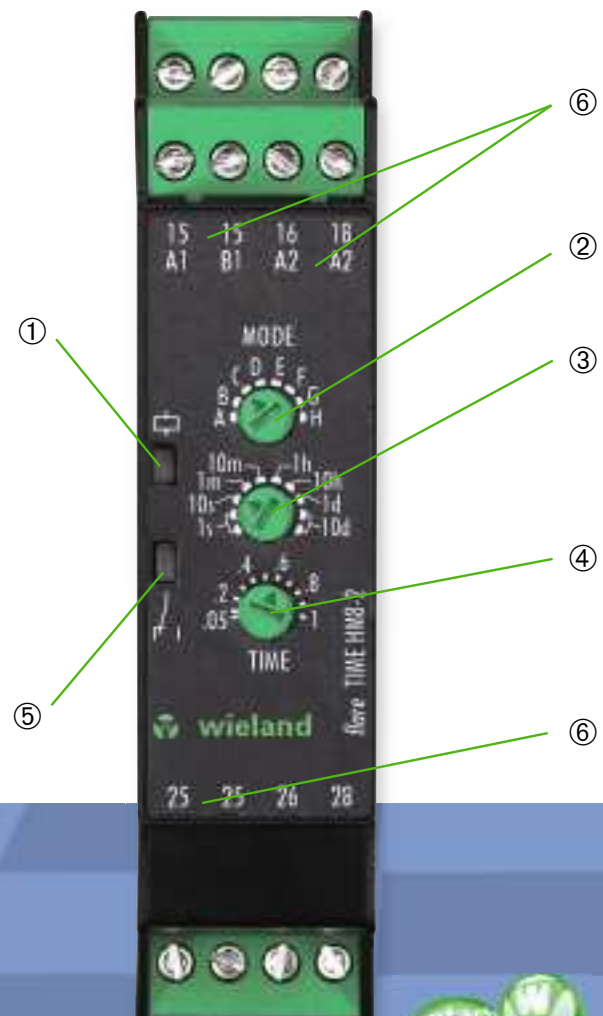 ⑥
15 15 16 18
A1 B1 A2 A2
②
①
MODE
③
A B C D E F G H
1s 10s 1m 10m 1h 10h 1d 10d
④
.05 .2 .4 .6 .8 1
TIME
flare TIME HM8-2
⑤
wieland
⑥
25 25 26 28